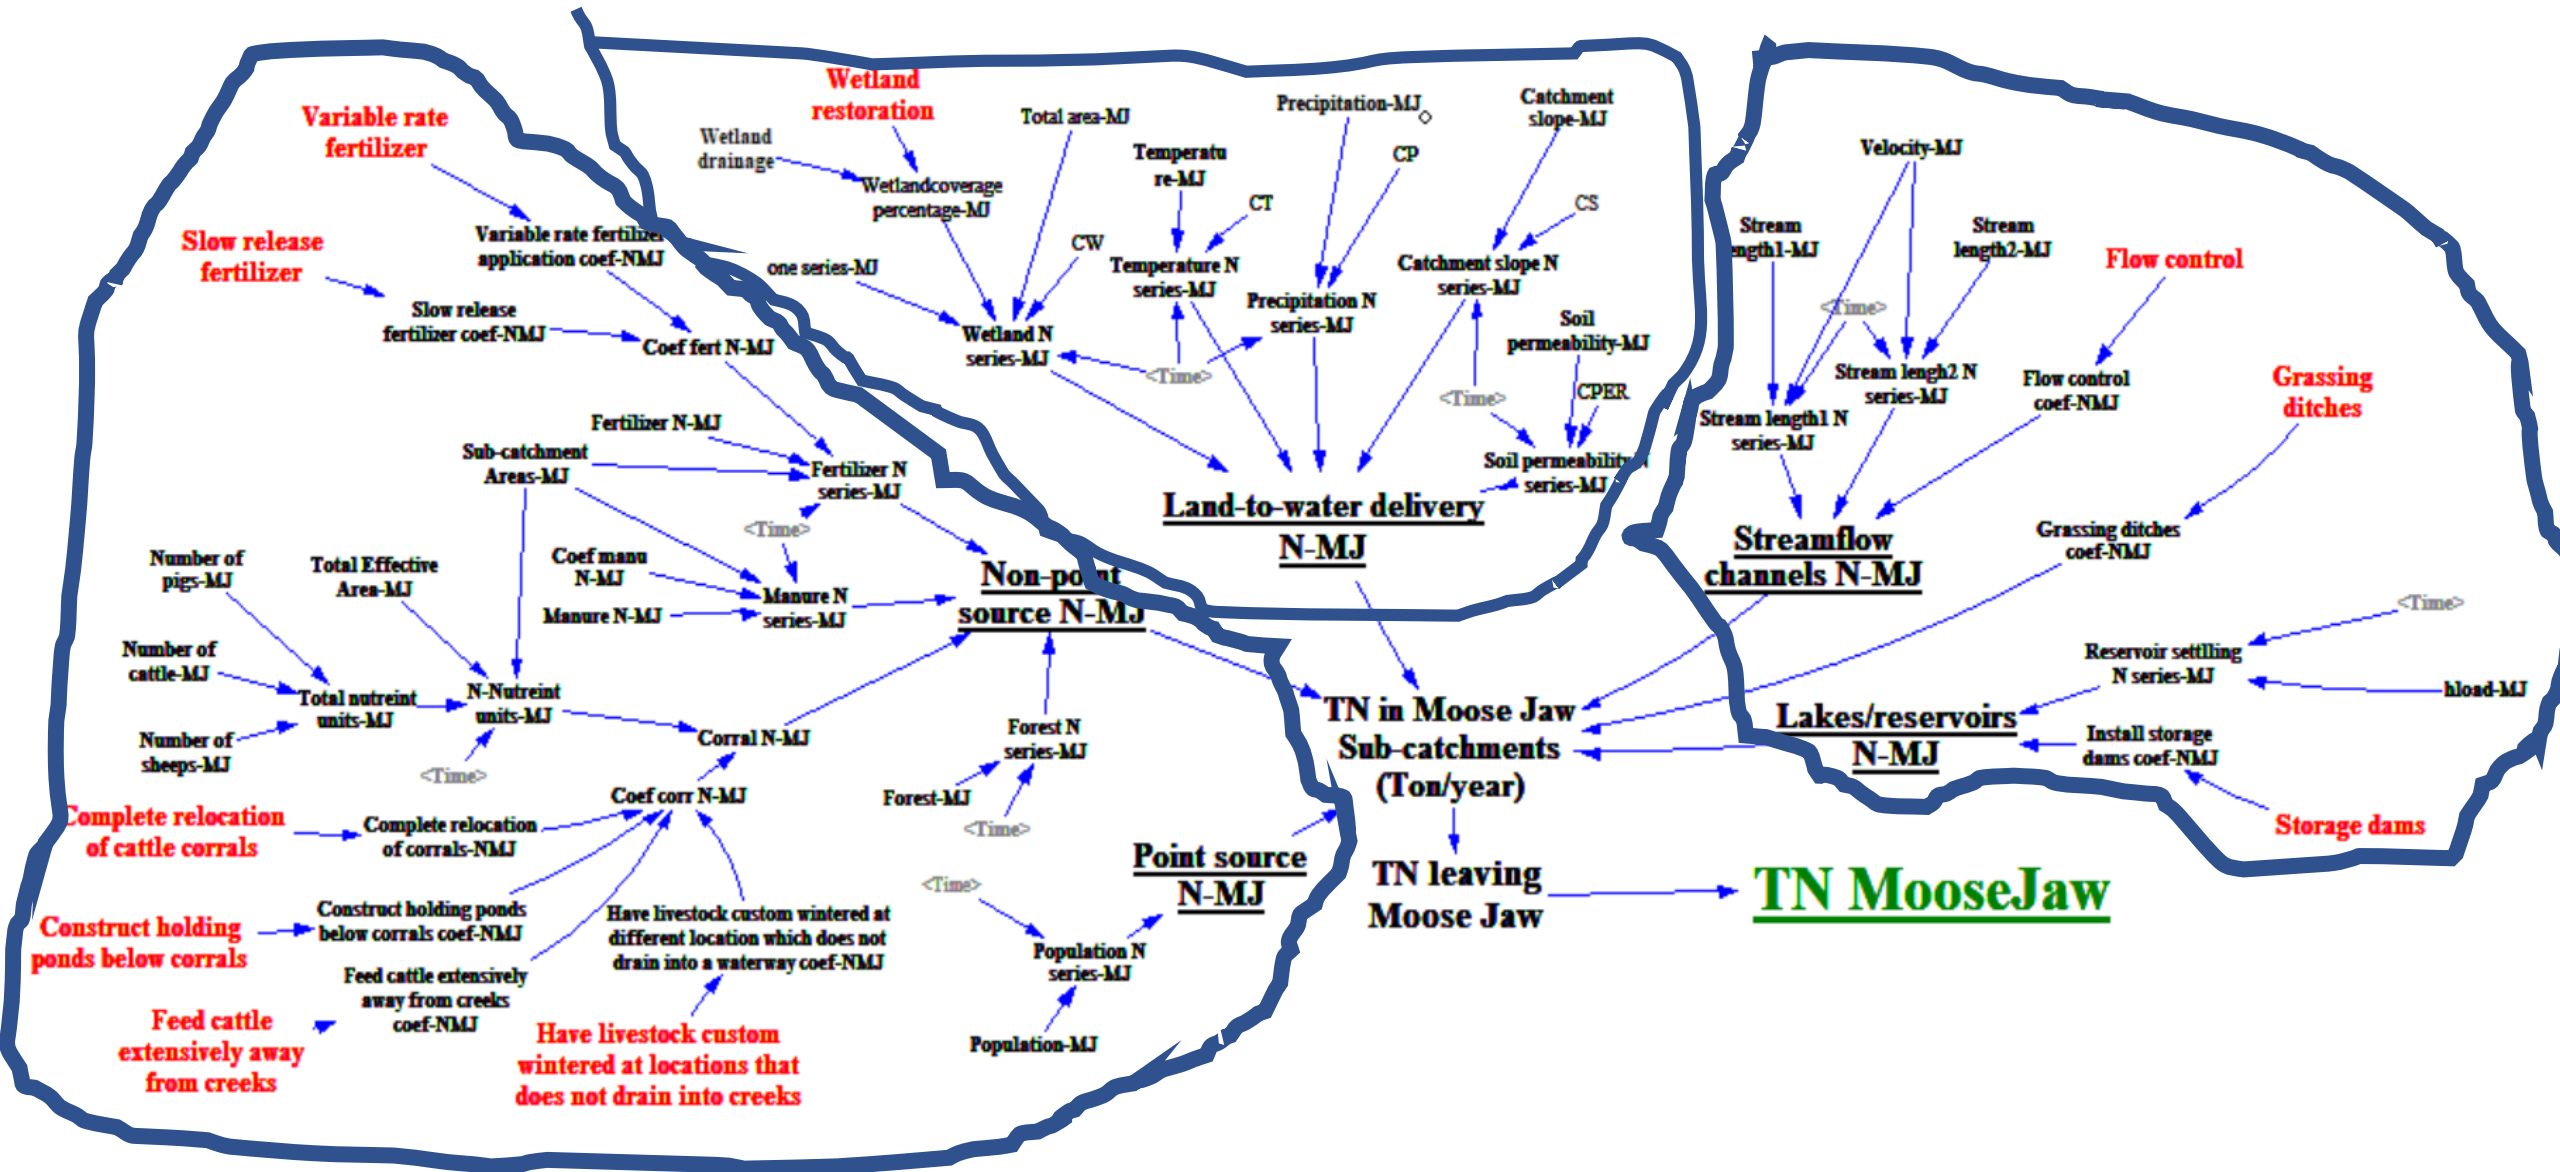 Variable rate
fertilizer
Slow release
fertilizer
Variable rate fertilizer
application coef-NMJ
Slow release
fertilizer coef-NMJ
Coef fert N-MJ
Fertilizer N-MJ
Sub-catchment
Areas-MJ
Fertilizer N
series-MJ
<Time>
Number of
pigs-MJ
Total Effective
Area-MJ
Coef manu
N-MJ
Manure N-MJ
Manure N
series-MJ
Non-point
source N-MJ
Number of
cattle-MJ
Total nutreint
units-MJ
N-Nutreint
units-MJ
Number of
sheeps-MJ
<Time>
Corral N-MJ
Coef corr N-MJ
Forest N
series-MJ
Forest-MJ
<Time>
Complete relocation
of cattle corrals
Complete relocation
of corrals-NMJ
Construct holding
ponds below corrals
Construct holding ponds
below corrals coef-NMJ
Feed cattle
extensively away
from creeks
Feed cattle extensively
away from creeks
coef-NMJ
Have livestock custom wintered at
different location which does not
drain into a waterway coef-NMJ
Have livestock custom
wintered at locations that
does not drain into creeks
Point source
N-MJ
<Time>
Population N
series-MJ
Population-MJ
Wetland
restoration
Wetland
drainage
Wetlandcoverage
percentage-MJ
Total area-MJ
one series-MJ
CW
Wetland N
series-MJ
Temperatu
re-MJ
CT
Temperature N
series-MJ
<Time>
Precipitation-MJ
CP
Precipitation N
series-MJ
Catchment
slope-MJ
CS
Catchment slope N
series-MJ
<Time>
Soil
permeability-MJ
CPER
Soil permeability N
series-MJ
Land-to-water delivery
N-MJ
Velocity-MJ
Stream
ength1-MJ
Stream
length2-MJ
<Time>
Stream lengh2 N
series-MJ
Stream length1 N
series-MJ
Flow control
Flow control
coef-NMJ
Grassing
ditches
Grassing ditches
coef-NMJ
Streamflow
channels N-MJ
<Time>
Reservoir settlling
N series-MJ
hload-MJ
Lakes/reservoirs
N-MJ
Install storage
dams coef-NMJ
Storage dams
TN in Moose Jaw
Sub-catchments
(Ton/year)
TN leaving
Moose Jaw
TN MooseJaw